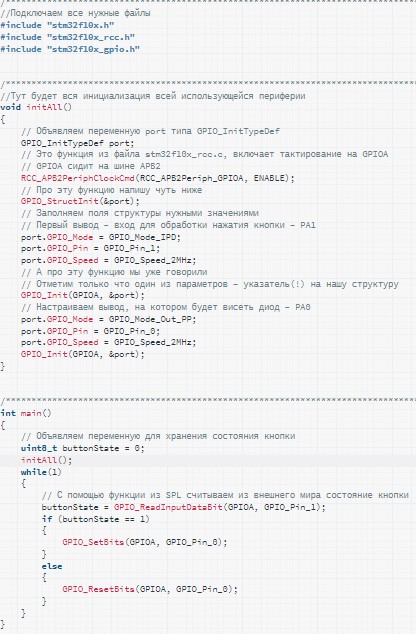 /*******************************************************************************
//Подключаем все нужные файлы
#include "stm32f10x.h"
#include "stm32f10x_rcc.h"
#include "stm32f10x_gpio.h"
/*******************************************************************************
//Тут будет вся инициализация всей использующейся периферии
void initAll()
{
// Объявляем переменную port типа GPIO_InitTypeDef
GPIO_InitTypeDef port;
// Это функция из файла stm32f10x_rcc.c, включает тактирование на GPIOA
// GPIOA сидит на шине APB2
RCC_APB2PeriphClockCmd(RCC_APB2Periph_GPIOA, ENABLE);
// Про эту функцию напишу чуть ниже
GPIO_StructInit(&port);
// Заполняем поля структуры нужными значениями
// Первый вывод – вход для обработки нажатия кнопки – PA1
port.GPIO_Mode = GPIO_Mode_IPD;
port.GPIO_Pin = GPIO_Pin_1;
port.GPIO_Speed = GPIO_Speed_2MHz;
// А про эту функцию мы уже говорили
// Отметим только что один из параметров – указатель(!) на нашу структуру
GPIO_Init(GPIOA, &port);
// Настраиваем вывод, на котором будет висеть диод – PA0
port.GPIO_Mode = GPIO_Mode_Out_PP;
port.GPIO_Pin = GPIO_Pin_0;
port.GPIO_Speed = GPIO_Speed_2MHz;
GPIO_Init(GPIOA, &port);
}
/*******************************************************************************
int main()
{
// Объявляем переменную для хранения состояния кнопки
uint8_t buttonState = 0;
initAll();
while(1)
{
// С помощью функции из SPL считываем из внешнего мира состояние кнопки
buttonState = GPIO_ReadInputDataBit(GPIOA, GPIO_Pin_1);
if (buttonState == 1)
{
GPIO_SetBits(GPIOA, GPIO_Pin_0);
}
else
{
GPIO_ResetBits(GPIOA, GPIO_Pin_0);
}
}
}